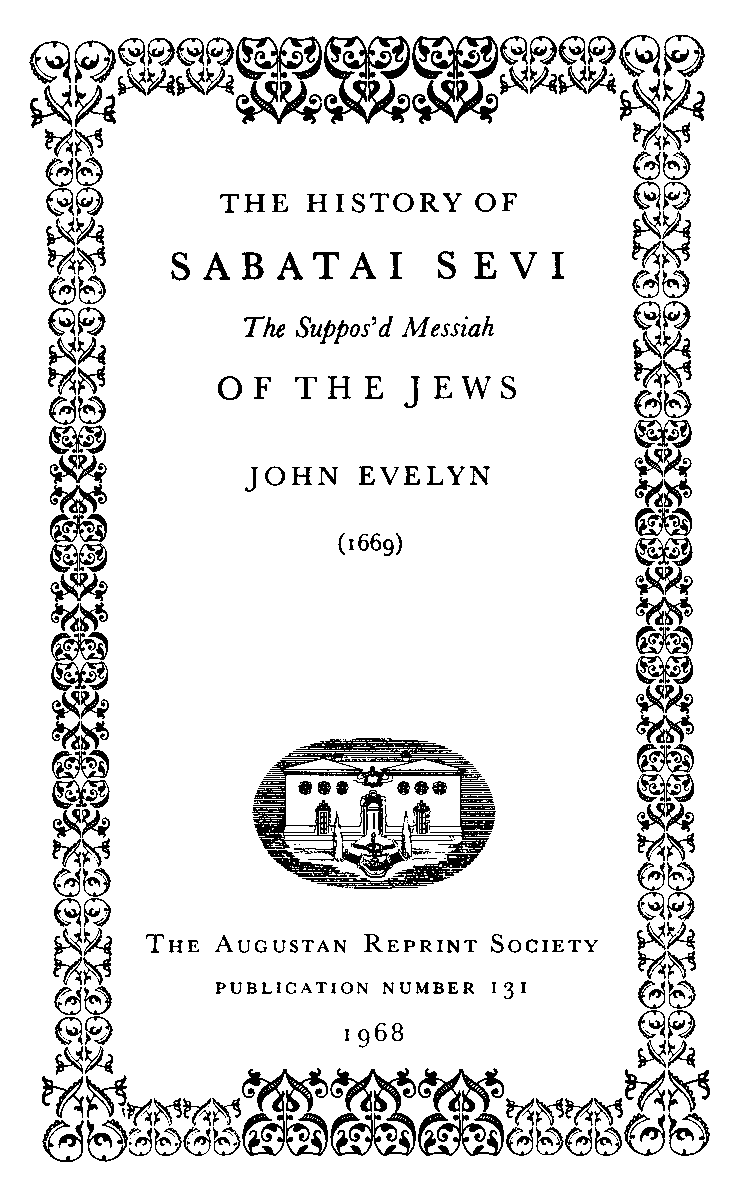 THE HISTORY OF
SABATAI SEVI
The Suppos'd Messiah
OF THE JEWS
JOHN EVELYN
(1669)
THE AUGUSTAN REPRINT SOCIETY
PUBLICATION NUMBER 131
1968